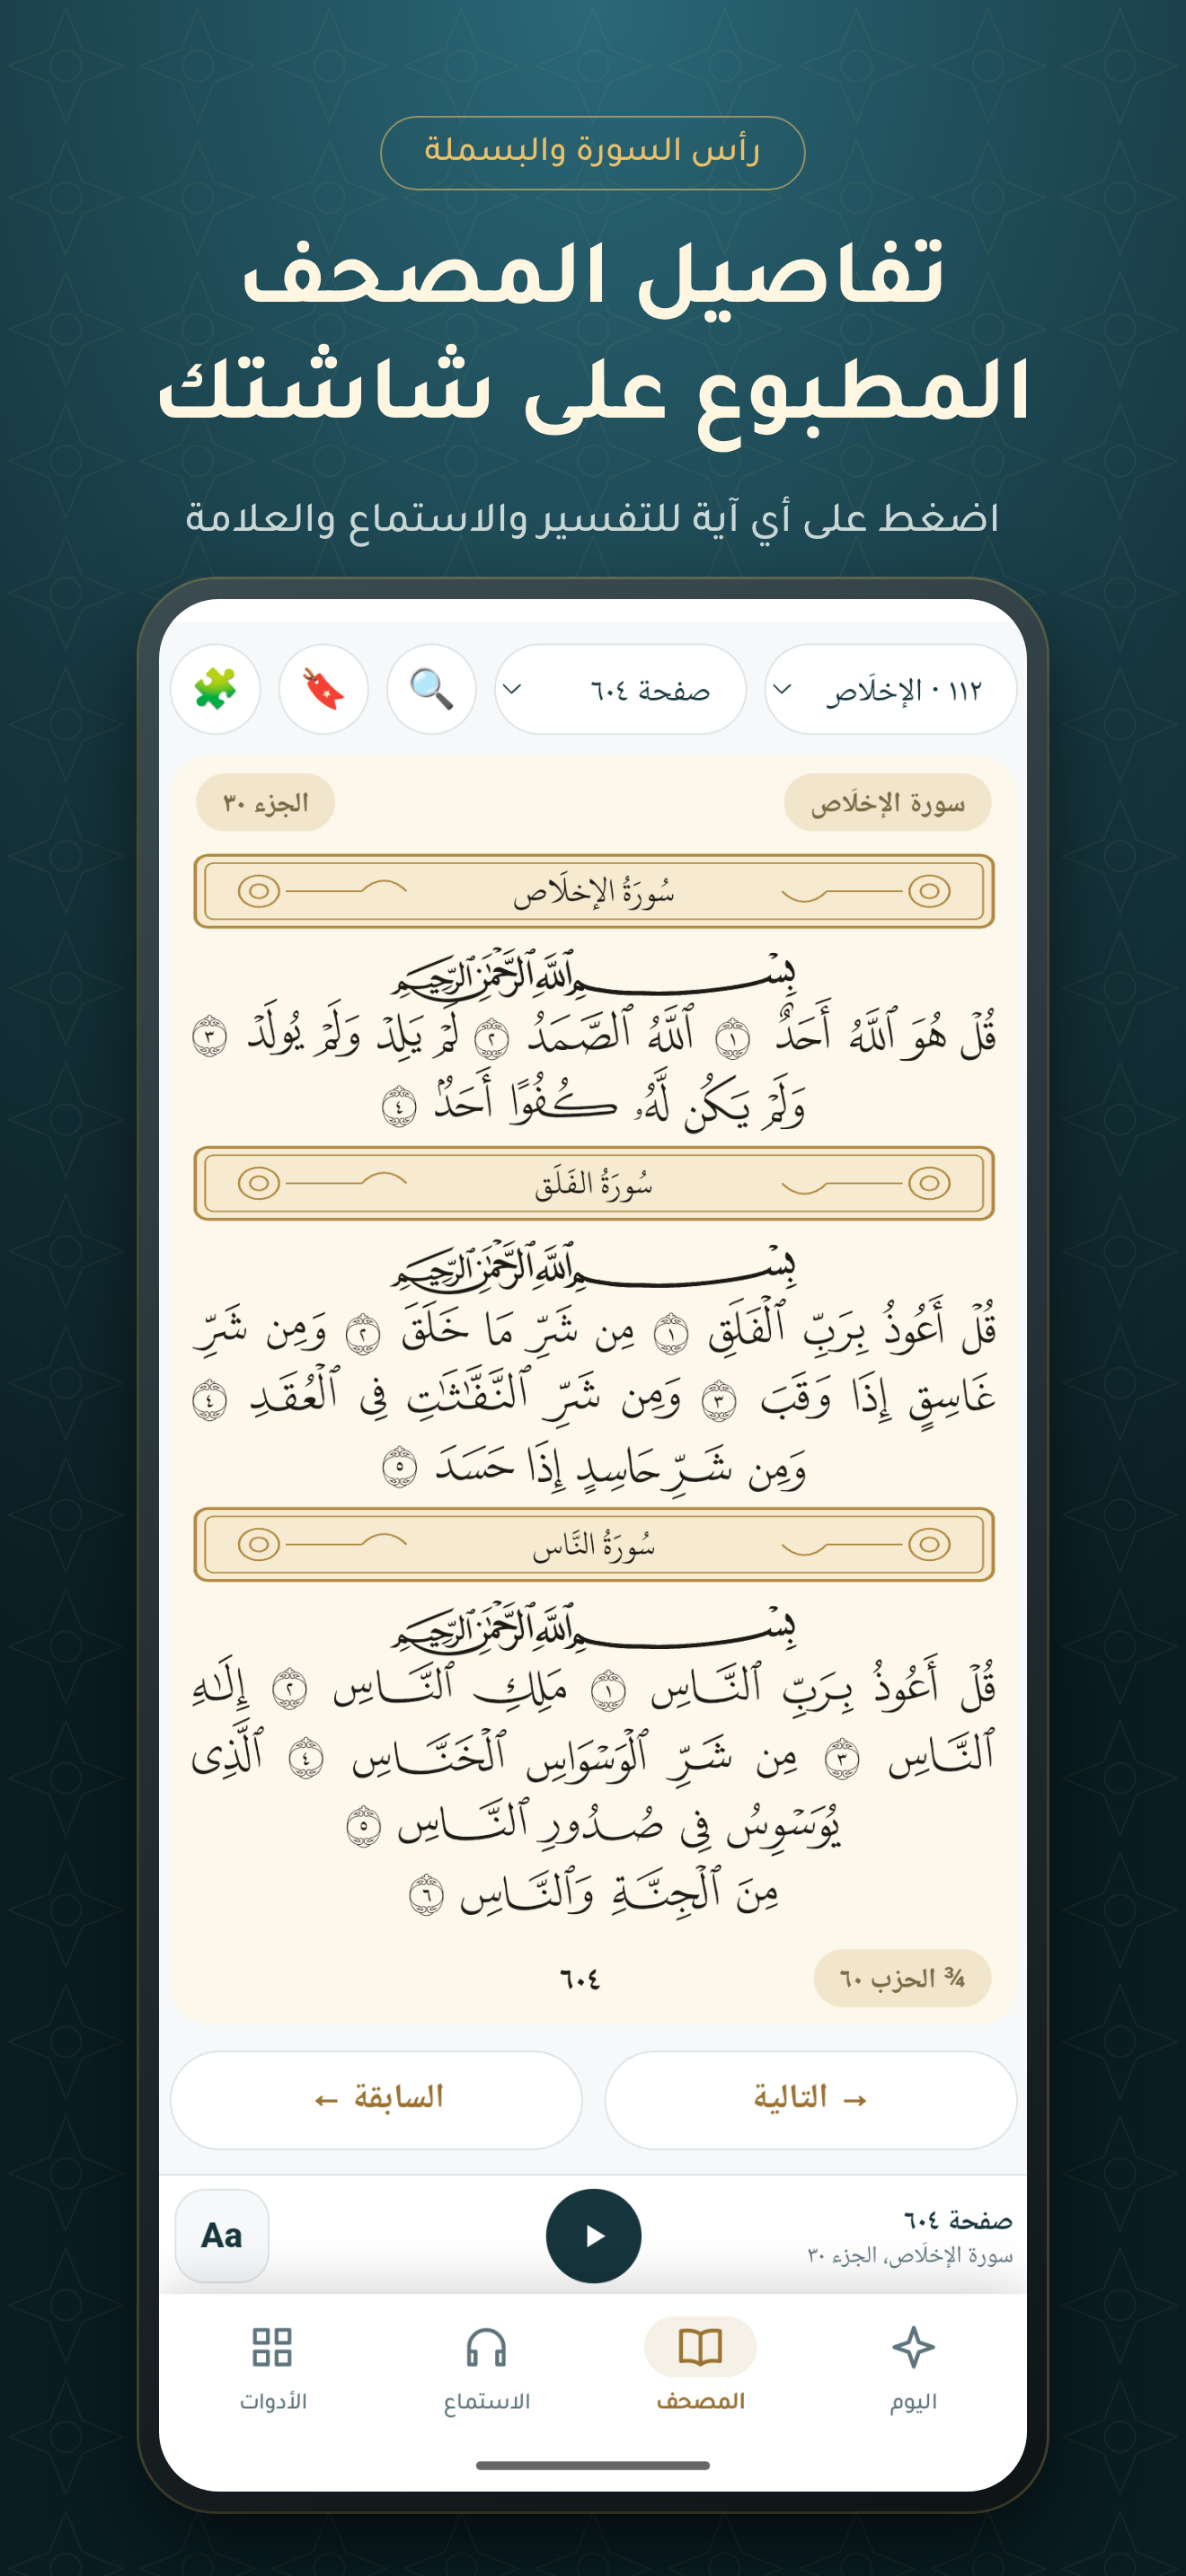 رأس السورة والبسملة
تفاصيل المصحف
المطبوع على شاشتك
اضغط على أي آية للتفسير والاستماع والعلامة
١١٢ · الإخلَاص
صفحة ٦٠٤
سورة الإخلَاص
الجزء ٣٠
سُورَةُ الإخلَاص
بِسْمِ ٱللَّهِ ٱلرَّحْمَٰنِ ٱلرَّحِيمِ
قُلْ هُوَ ٱللَّهُ أَحَدٌ ١ ٱللَّهُ ٱلصَّمَدُ ٢ لَمْ يَلِدْ وَلَمْ يُولَدْ ٣
وَلَمْ يَكُن لَّهُۥ كُفُوًا أَحَدٌۢ ٤
سُورَةُ الفَلَق
بِسْمِ ٱللَّهِ ٱلرَّحْمَٰنِ ٱلرَّحِيمِ
قُلْ أَعُوذُ بِرَبِّ ٱلْفَلَقِ ١ مِن شَرِّ مَا خَلَقَ ٢ وَمِن شَرِّ
غَاسِقٍ إِذَا وَقَبَ ٣ وَمِن شَرِّ ٱلنَّفَّٰثَٰتِ فِى ٱلْعُقَدِ ٤
وَمِن شَرِّ حَاسِدٍ إِذَا حَسَدَ ٥
سُورَةُ النَّاس
بِسْمِ ٱللَّهِ ٱلرَّحْمَٰنِ ٱلرَّحِيمِ
قُلْ أَعُوذُ بِرَبِّ ٱلنَّاسِ ١ مَلِكِ ٱلنَّاسِ ٢ إِلَٰهِ
ٱلنَّاسِ ٣ مِن شَرِّ ٱلْوَسْوَاسِ ٱلْخَنَّاسِ ٤ ٱلَّذِى
يُوَسْوِسُ فِى صُدُورِ ٱلنَّاسِ ٥
مِنَ ٱلْجِنَّةِ وَٱلنَّاسِ ٦
¾ الحزب ٦٠
٦٠٤
→ التالية
السابقة ←
صفحة ٦٠٤
سورة الإخلَاص، الجزء ٣٠
Aa
اليوم
المصحف
الاستماع
الأدوات